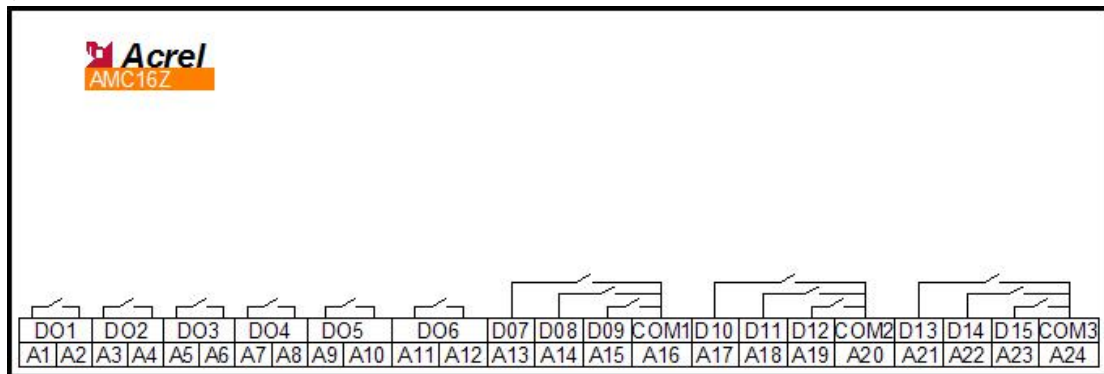 Acrel
AMC16Z
DO1 DO2 DO3 DO4 DO5 DO6 D07 D08 D09 COM1 D10 D11 D12 COM2 D13 D14 D15 COM3
A1 A2 A3 A4 A5 A6 A7 A8 A9 A10 A11 A12 A13 A14 A15 A16 A17 A18 A19 A20 A21 A22 A23 A24